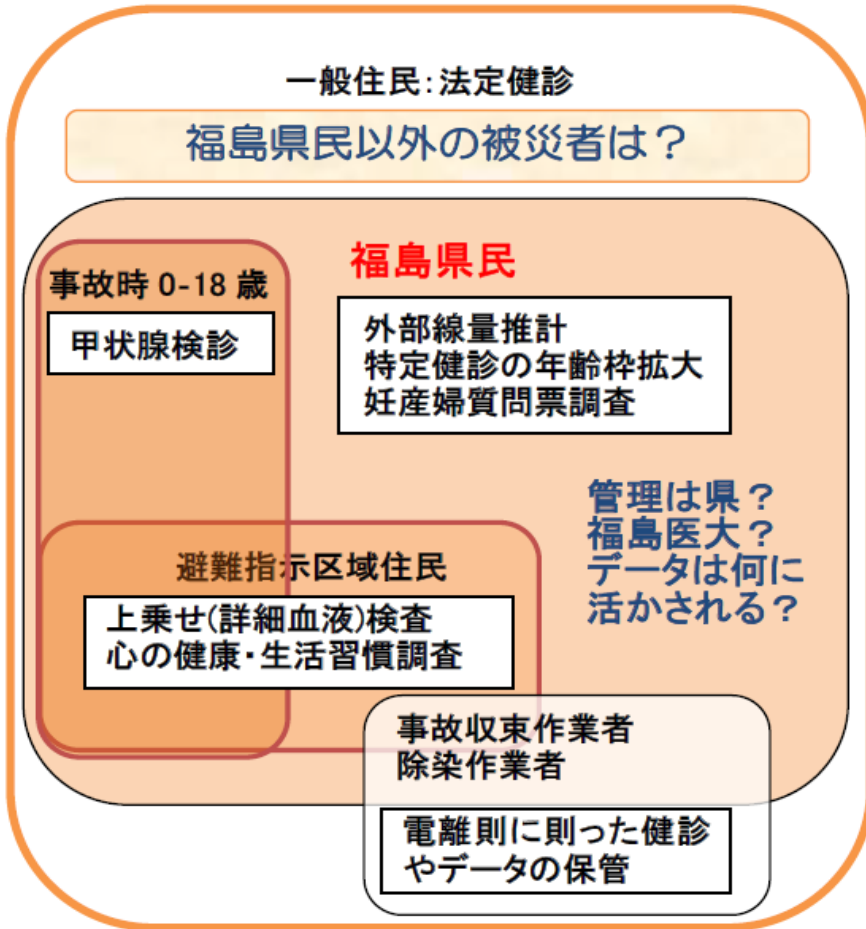 一般住民：法定健診
福島県民以外の被災者は？
福島県民
事故時 0-18 歳
甲状腺検診
外部線量推計
特定健診の年齢枠拡大
妊産婦質問票調査
管理は県？
福島医大？
データは何に
活かされる？
避難指示区域住民
上乗せ(詳細血液)検査
心の健康・生活習慣調査
事故収束作業者
除染作業者
電離則に則った健診
やデータの保管